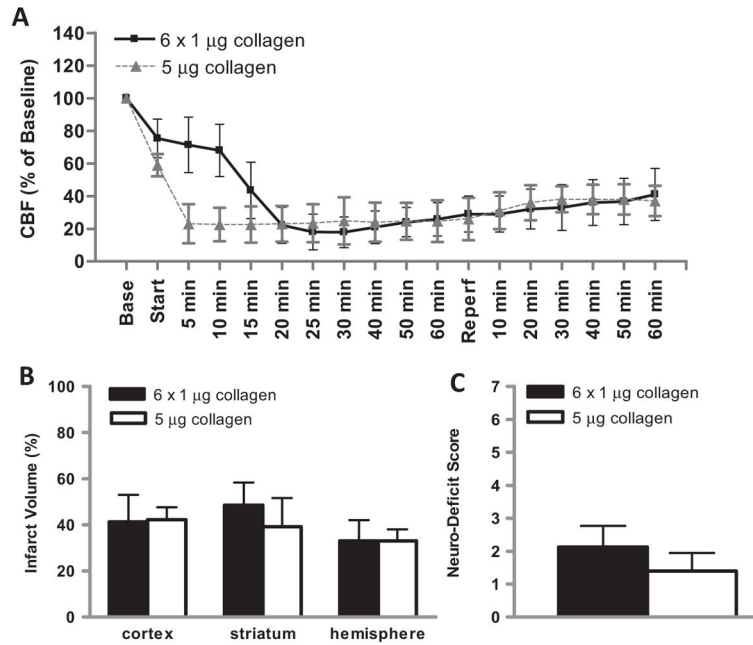 A
CBF (% of Baseline)
140
120
100
80
60
40
20
0
6 x 1 µg collagen
5 µg collagen
Base
Start
5 min
10 min
15 min
20 min
25 min
30 min
40 min
50 min
60 min
Reperf
10 min
20 min
30 min
40 min
50 min
60 min
B
Infarct Volume (%)
100
80
60
40
20
0
6 x 1 µg collagen
5 µg collagen
cortex
striatum
hemisphere
C
Neuro-Deficit Score
7
6
5
4
3
2
1
0
6 x 1 µg collagen
5 µg collagen